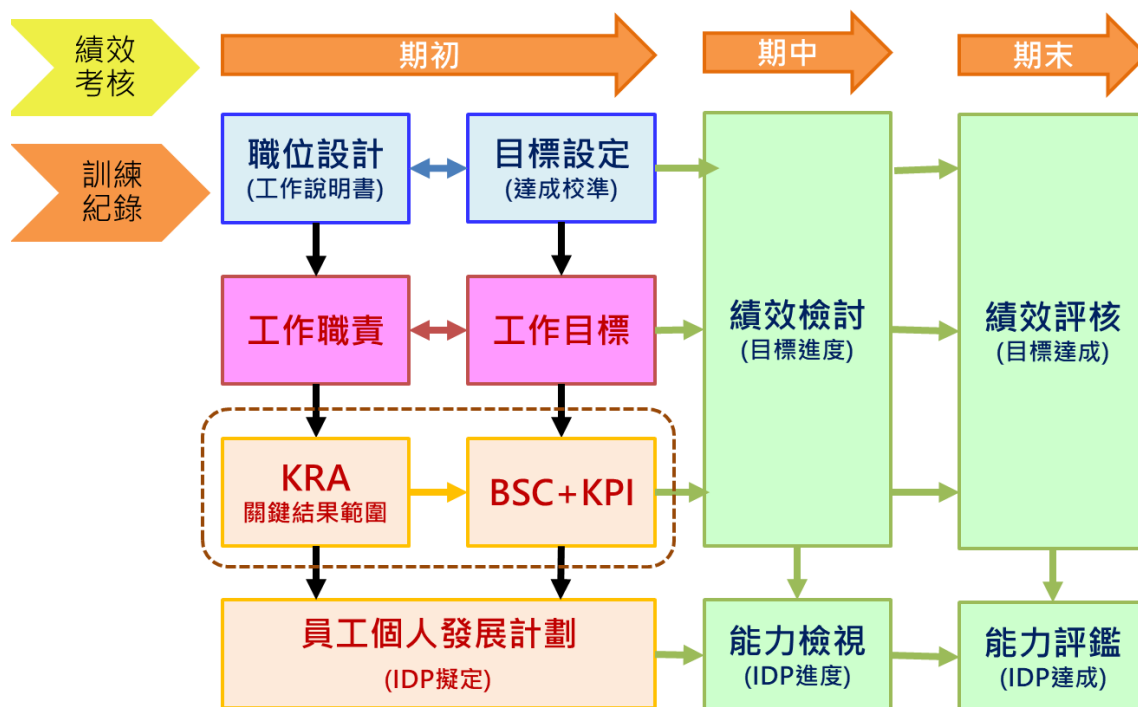 績效
考核
期初
期中
期末
訓練
紀錄
職位設計
(工作說明書)
目標設定
(達成校準)
工作職責
工作目標
績效檢討
(目標進度)
績效評核
(目標達成)
KRA
關鍵結果範圍
BSC+KPI
員工個人發展計劃
(IDP擬定)
能力檢視
(IDP進度)
能力評鑑
(IDP達成)